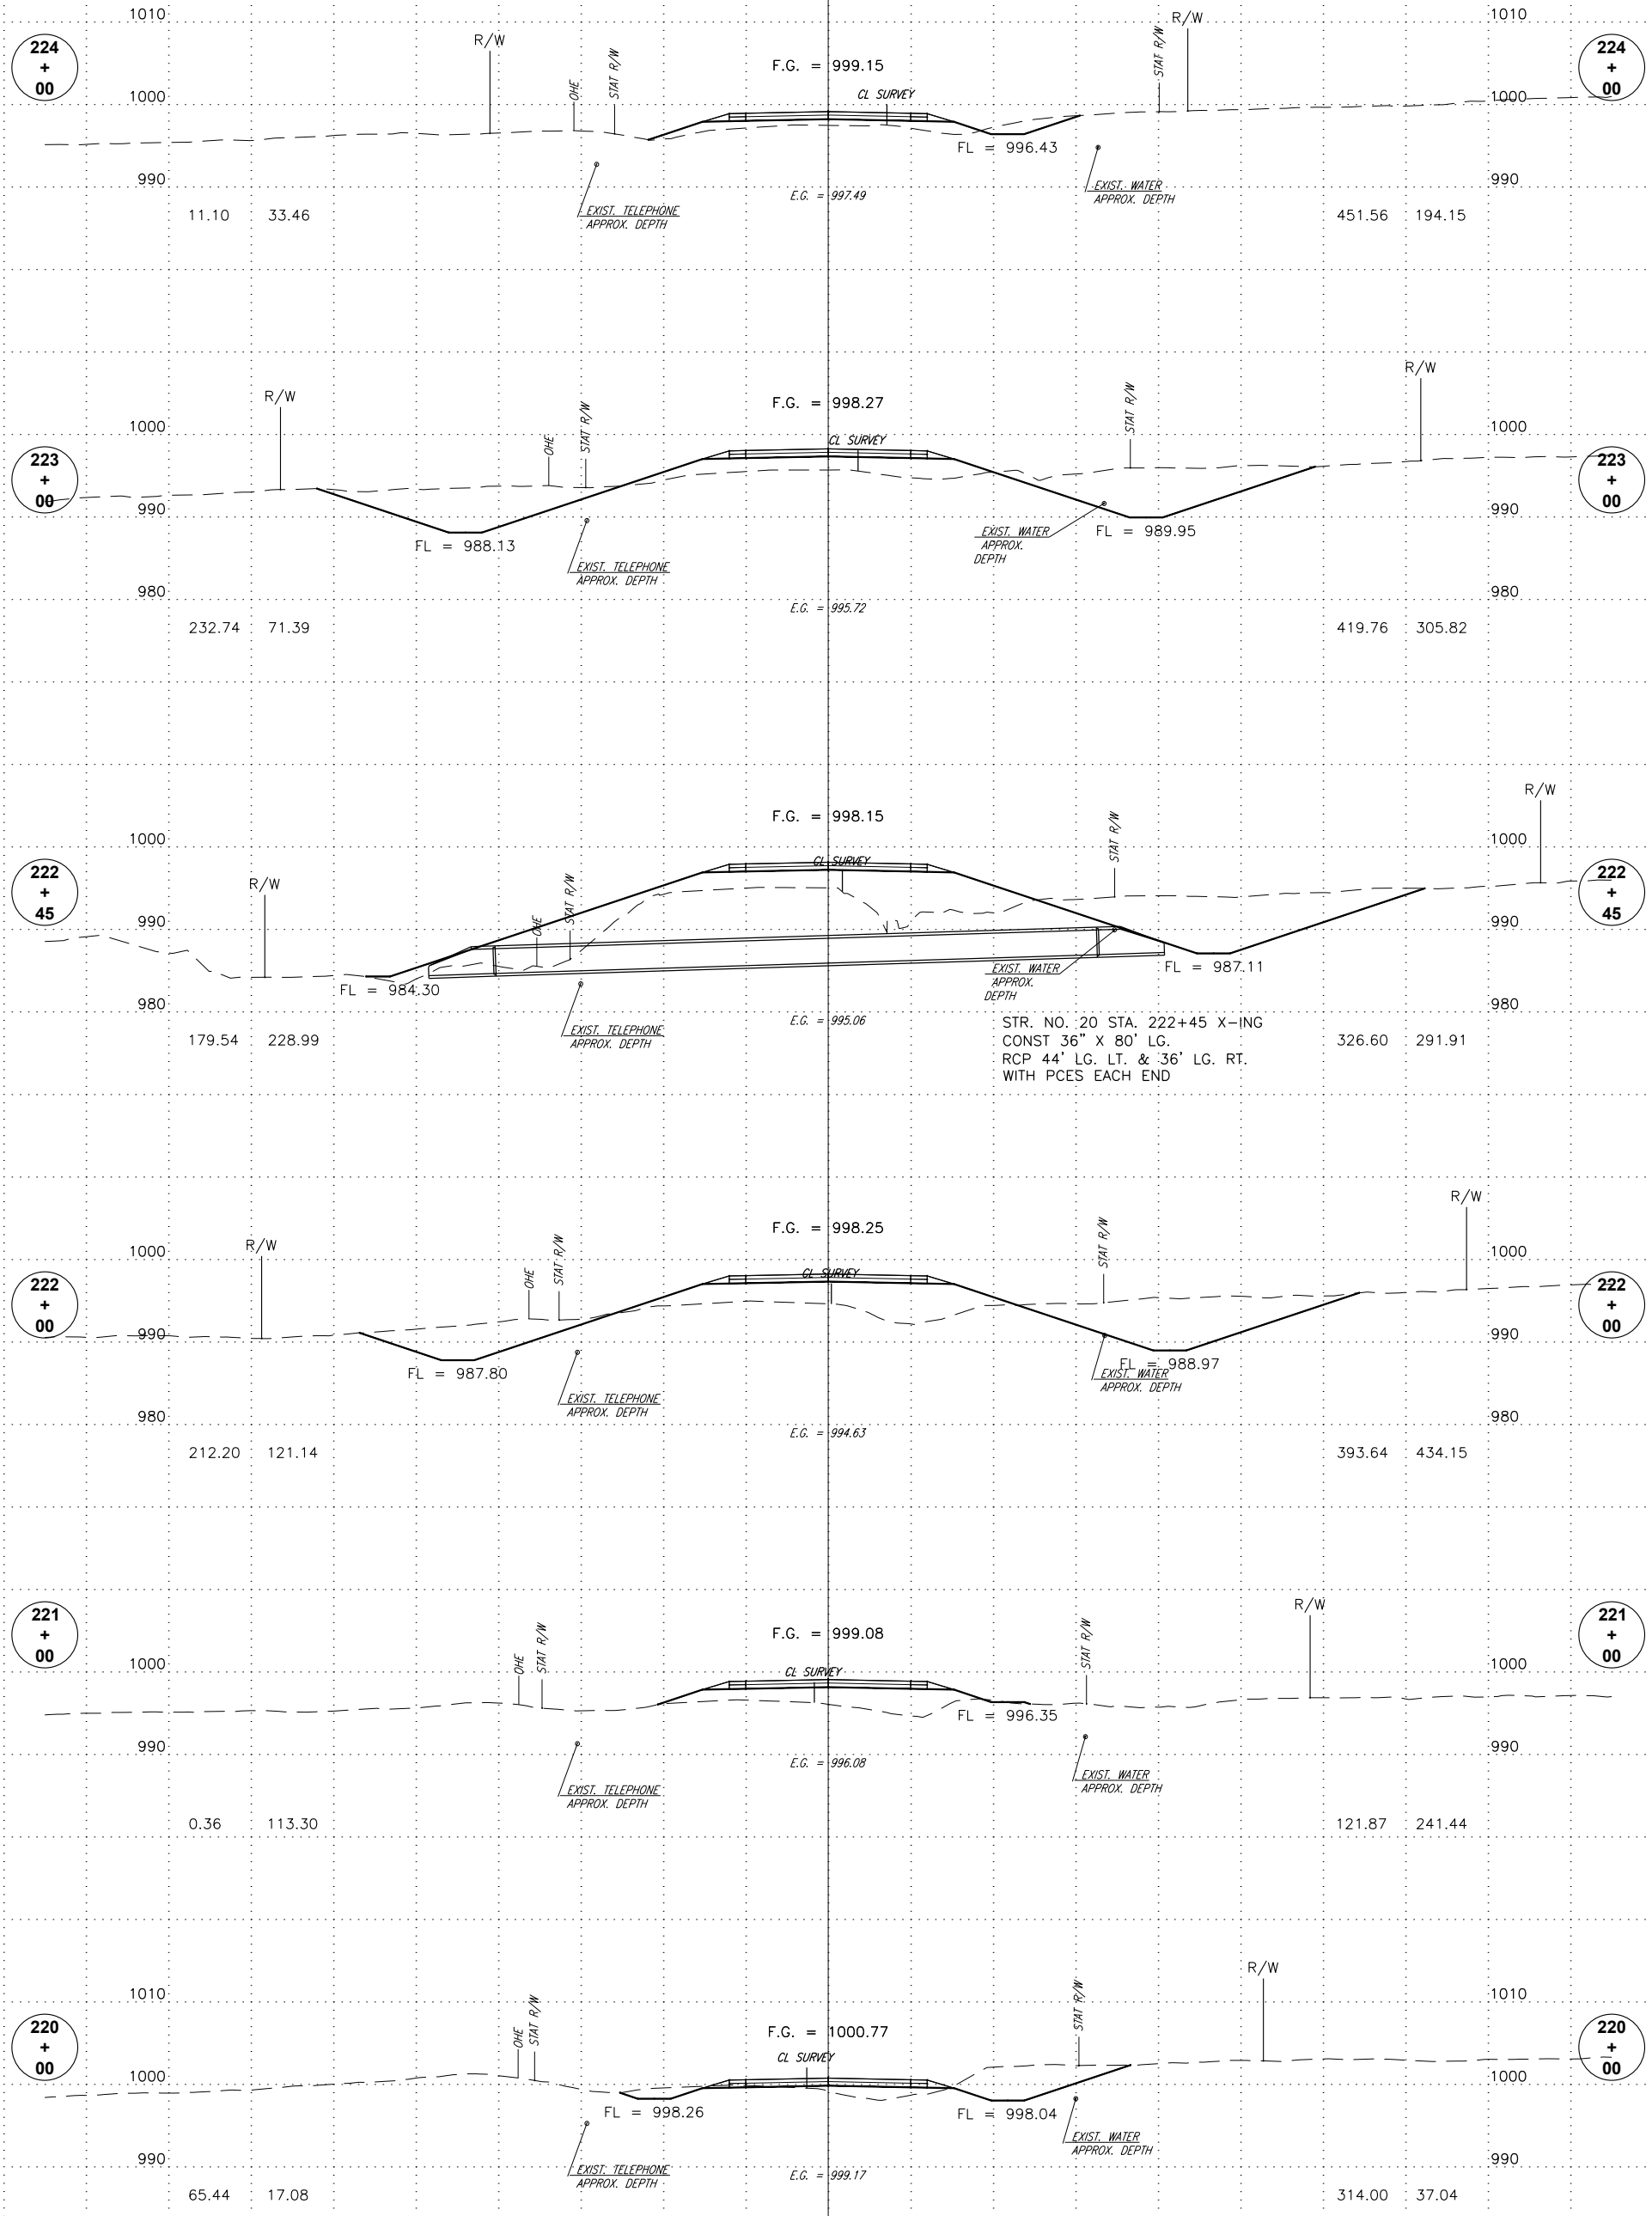 1010
1010
R/W
R/W
STAT R/W
STAT R/W
OHE
224
+
00
F.G. = 999.15
CL SURVEY
224
+
00
1000
1000
FL = 996.43
990
990
EXIST. TELEPHONE
APPROX. DEPTH
E.G. = 997.49
EXIST. WATER
APPROX. DEPTH
11.10 33.46
451.56 194.15
R/W
R/W
STAT R/W
STAT R/W
OHE
F.G. = 998.27
CL SURVEY
1000
1000
223
+
00
223
+
00
990
990
FL = 988.13
EXIST. WATER
APPROX.
DEPTH
FL = 989.95
EXIST. TELEPHONE
APPROX. DEPTH
980
980
E.G. = 995.72
232.74 71.39
419.76 305.82
R/W
R/W
STAT R/W
STAT R/W
OHE
F.G. = 998.15
CL SURVEY
1000
1000
222
+
45
222
+
45
990
990
FL = 984.30
EXIST. WATER
APPROX.
DEPTH
FL = 987.11
980
980
EXIST. TELEPHONE
APPROX. DEPTH
E.G. = 995.06
STR. NO. 20 STA. 222+45 X-ING
CONST 36" X 80' LG.
RCP 44' LG. LT. & 36' LG. RT.
WITH PCES EACH END
179.54 228.99
326.60 291.91
R/W
R/W
STAT R/W
STAT R/W
OHE
F.G. = 998.25
CL SURVEY
1000
1000
222
+
00
222
+
00
990
990
FL = 987.80
FL = 988.97
EXIST. WATER
APPROX. DEPTH
EXIST. TELEPHONE
APPROX. DEPTH
980
980
E.G. = 994.63
212.20 121.14
393.64 434.15
R/W
STAT R/W
STAT R/W
OHE
221
+
00
F.G. = 999.08
CL SURVEY
221
+
00
1000
1000
FL = 996.35
990
990
EXIST. TELEPHONE
APPROX. DEPTH
E.G. = 996.08
EXIST. WATER
APPROX. DEPTH
0.36 113.30
121.87 241.44
R/W
STAT R/W
STAT R/W
OHE
1010
1010
220
+
00
F.G. = 1000.77
CL SURVEY
220
+
00
1000
1000
FL = 998.26
FL = 998.04
EXIST. WATER
APPROX. DEPTH
990
990
EXIST. TELEPHONE
APPROX. DEPTH
E.G. = 999.17
65.44 17.08
314.00 37.04